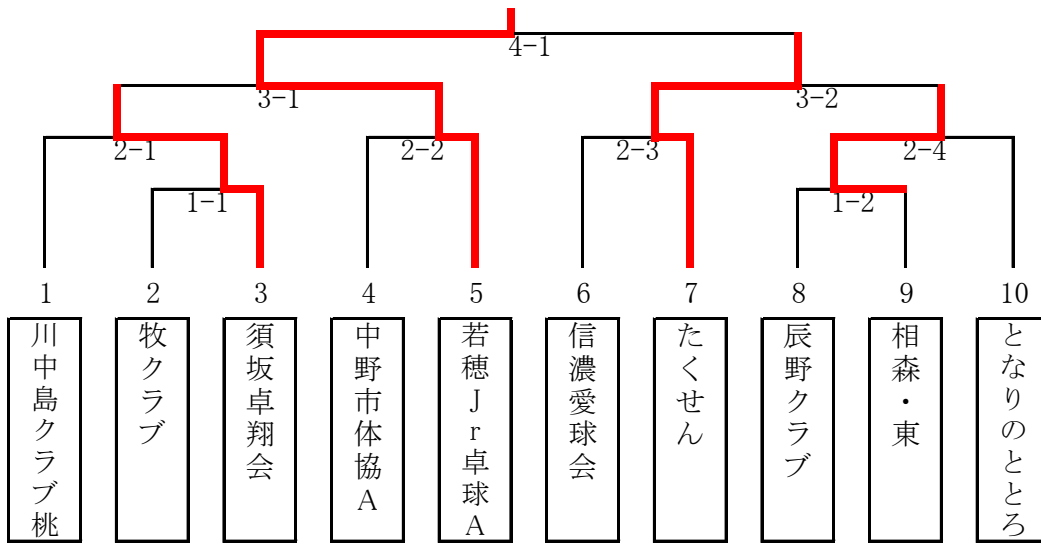 4-1
3-1
3-2
2-1
2-2
2-3
2-4
1-1
1-2
1
2
3
4
5
6
7
8
9
10
川中島クラブ桃
牧クラブ
須坂卓翔会
中野市体協A
若穂Jr卓球A
信濃愛球会
たくせん
辰野クラブ
相森・東
となりのととろ